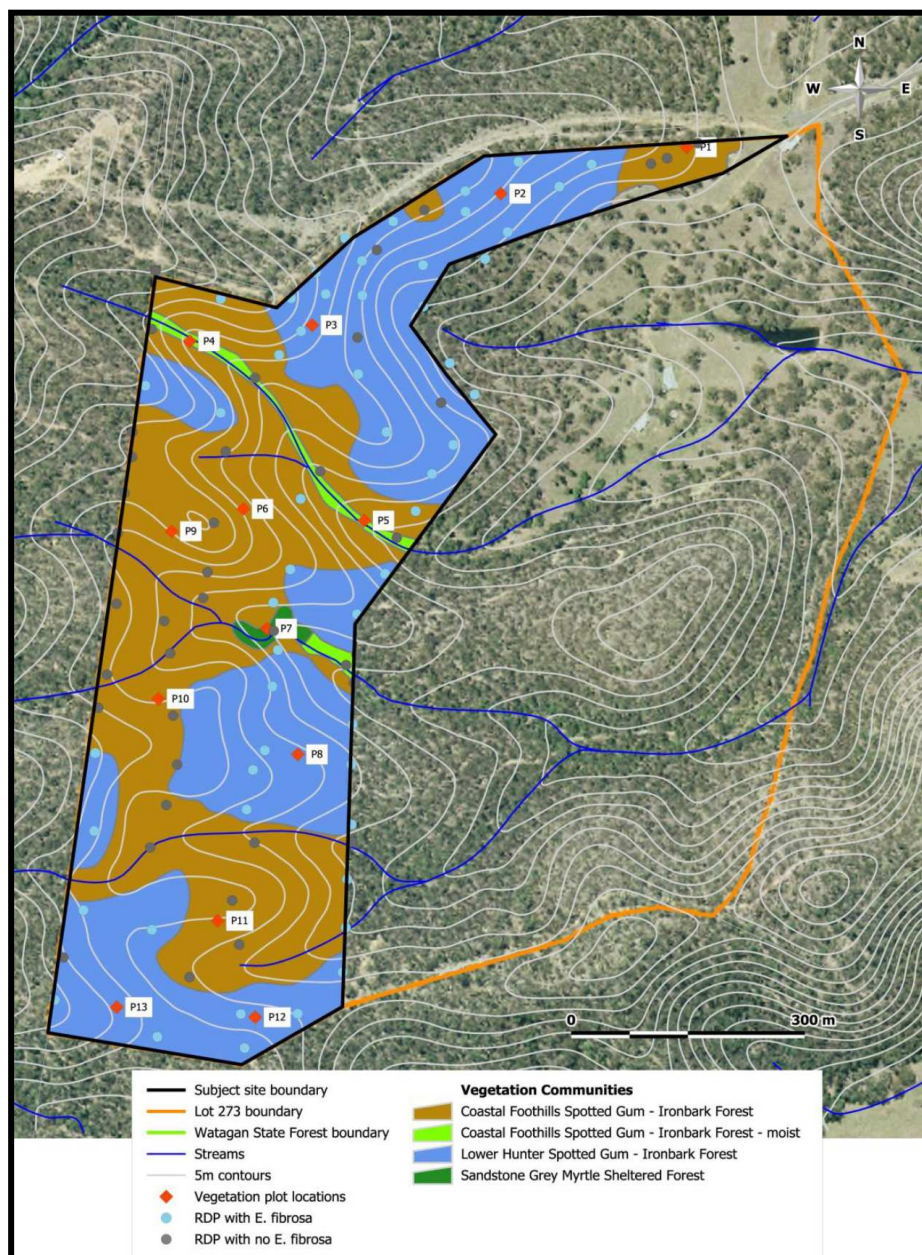 N
W E
S
P1
P2
P3
P4
P6
P5
P9
P7
P10
P8
P11
P13
P12
0 300 m
Subject site boundary
Lot 273 boundary
Watagan State Forest boundary
Streams
5m contours
Vegetation plot locations
RDP with E. fibrosa
RDP with no E. fibrosa
Vegetation Communities
Coastal Foothills Spotted Gum - Ironbark Forest
Coastal Foothills Spotted Gum - Ironbark Forest - moist
Lower Hunter Spotted Gum - Ironbark Forest
Sandstone Grey Myrtle Sheltered Forest